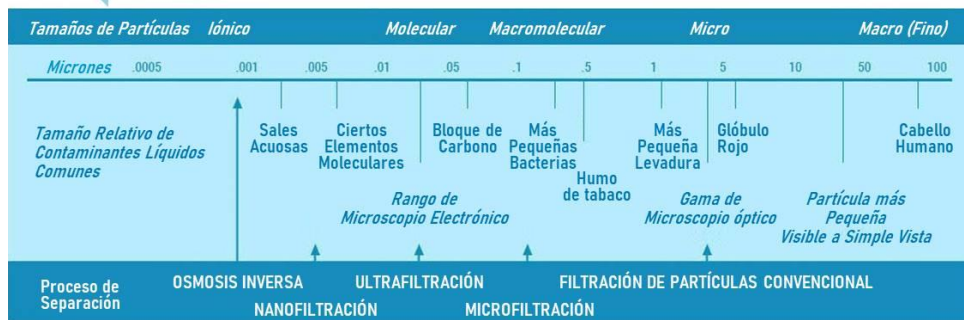 Tamaños de Partículas Iónico Molecular Macromolecular Micro Macro (Fino)
Micrones .0005 .001 .005 .01 .05 .1 .5 1 5 10 50 100
Tamaño Relativo de
Contaminantes Líquidos
Comunes
Sales
Acuosas
Ciertos
Elementos
Moleculares
Bloque de
Carbono
Más
Pequeñas
Bacterias
Humo
de tabaco
Más
Pequeña
Levadura
Glóbulo
Rojo
Cabello
Humano
Rango de
Microscopio Electrónico
Gama de
Microscopio óptico
Partícula más
Pequeña
Visible a Simple Vista
Proceso de
Separación
OSMOSIS INVERSA
NANOFILTRACIÓN
ULTRAFILTRACIÓN
MICROFILTRACIÓN
FILTRACIÓN DE PARTÍCULAS CONVENCIONAL